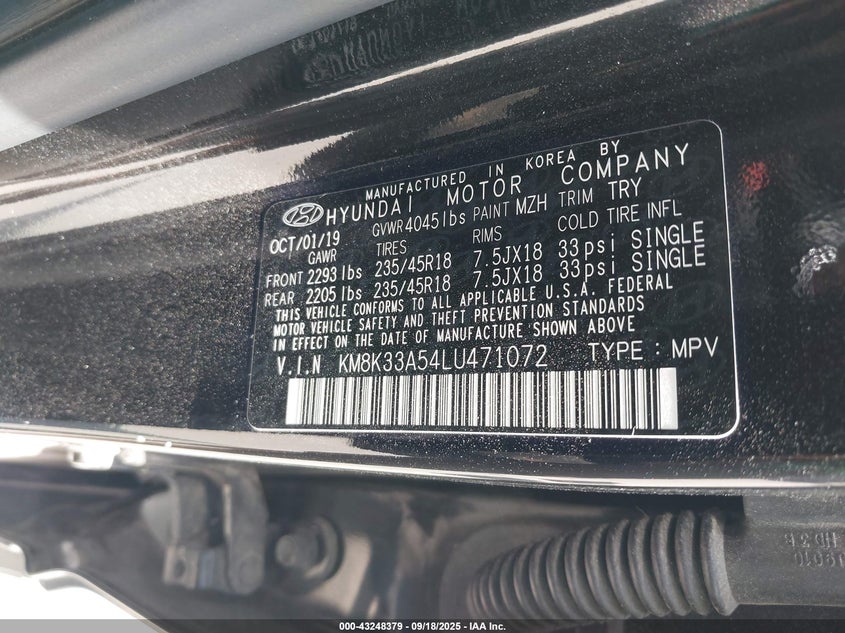 MANUFACTURED IN KOREA BY
HYUNDAI MOTOR COMPANY
OCT/01/19 GVWR 4045 lbs PAINT MZH TRIM TRY
GAWR TIRES RIMS COLD TIRE INFL
FRONT 2293 lbs 235/45R18 7.5JX18 33 psi SINGLE
REAR 2205 lbs 235/45R18 7.5JX18 33 psi SINGLE
THIS VEHICLE CONFORMS TO ALL APPLICABLE U.S.A. FEDERAL
MOTOR VEHICLE SAFETY AND THEFT PREVENTION STANDARDS
IN EFFECT ON THE DATE OF MANUFACTURE SHOWN ABOVE
V.I.N KM8K33A54LU471072 TYPE : MPV
HD 3 B
000-43248379 - 09/18/2025 - IAA Inc.